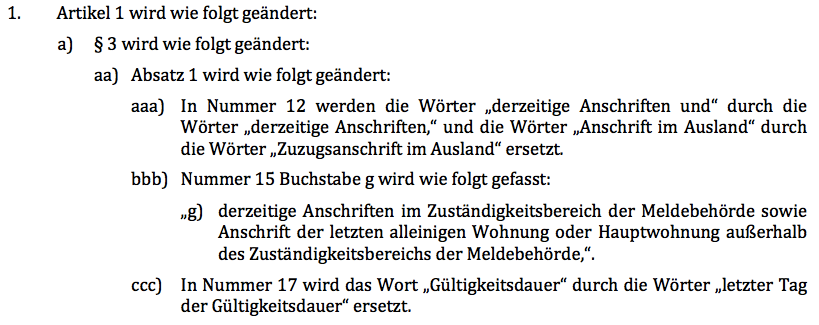 1. Artikel 1 wird wie folgt geändert:
a) § 3 wird wie folgt geändert:
aa) Absatz 1 wird wie folgt geändert:
aaa) In Nummer 12 werden die Wörter „derzeitige Anschriften und“ durch die
Wörter „derzeitige Anschriften,“ und die Wörter „Anschrift im Ausland“ durch
die Wörter „Zuzugsanschrift im Ausland“ ersetzt.
bbb) Nummer 15 Buchstabe g wird wie folgt gefasst:
„g) derzeitige Anschriften im Zuständigkeitsbereich der Meldebehörde sowie
Anschrift der letzten alleinigen Wohnung oder Hauptwohnung außerhalb
des Zuständigkeitsbereichs der Meldebehörde,“.
ccc) In Nummer 17 wird das Wort „Gültigkeitsdauer“ durch die Wörter „letzter Tag
der Gültigkeitsdauer“ ersetzt.